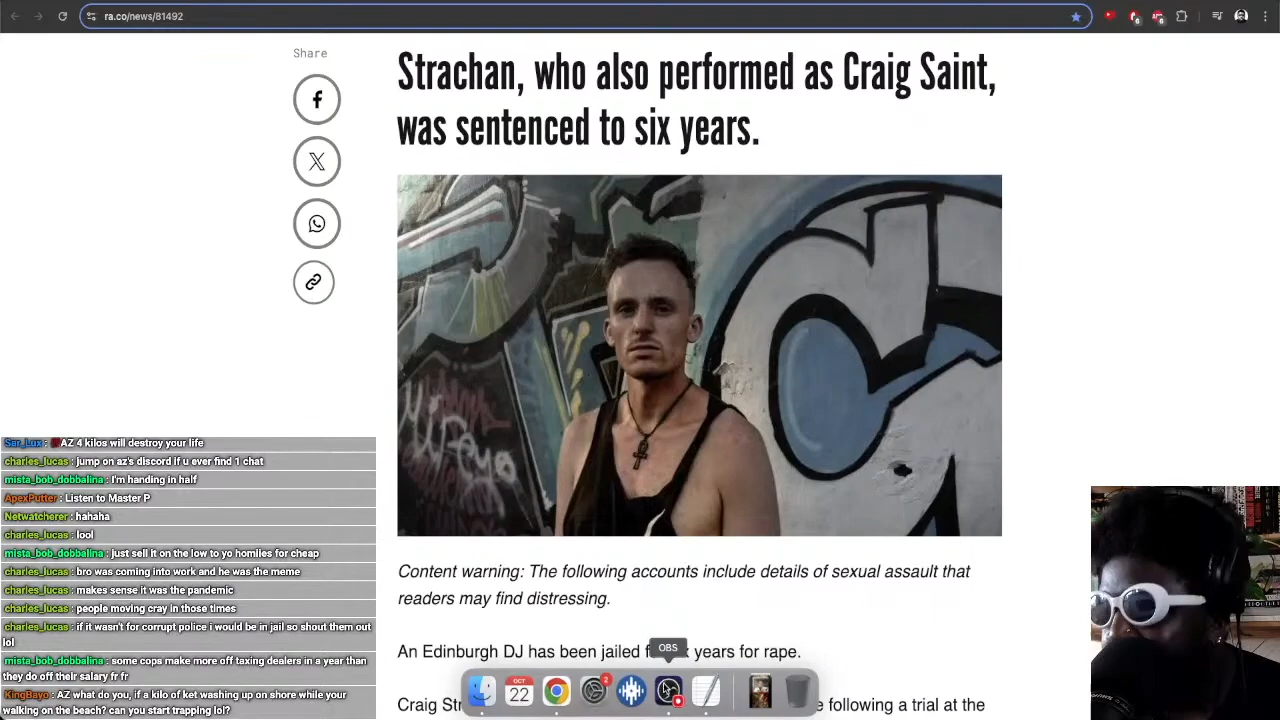 ra.co/news/81492
Share
Strachan, who also performed as Craig Saint,
was sentenced to six years.
Content warning: The following accounts include details of sexual assault that
readers may find distressing.
An Edinburgh DJ has been jailed years for rape.
OBS
Craig following a trial at the
OCT
22
2
Sar_Lux : AZ 4 kilos will destroy your life
charles_lucas : jump on az's discord if u ever find 1 chat
mista_bob_dobbalina : I'm handing in half
ApexPutter : Listen to Master P
Netwatcherer : hahaha
charles_lucas : lool
mista_bob_dobbalina : just sell it on the low to yo homlies for cheap
charles_lucas : bro was coming into work and he was the meme
charles_lucas : makes sense it was the pandemic
charles_lucas : people moving cray in those times
charles_lucas : if it wasn't for corrupt police i would be in jail so shout them out
lol
mista_bob_dobbalina : some cops make more off taxing dealers in a year than
they do off their salary fr fr
KingBayo : AZ what do you, if a kilo of ket washing up on shore while your
walking on the beach? can you start trapping lol?